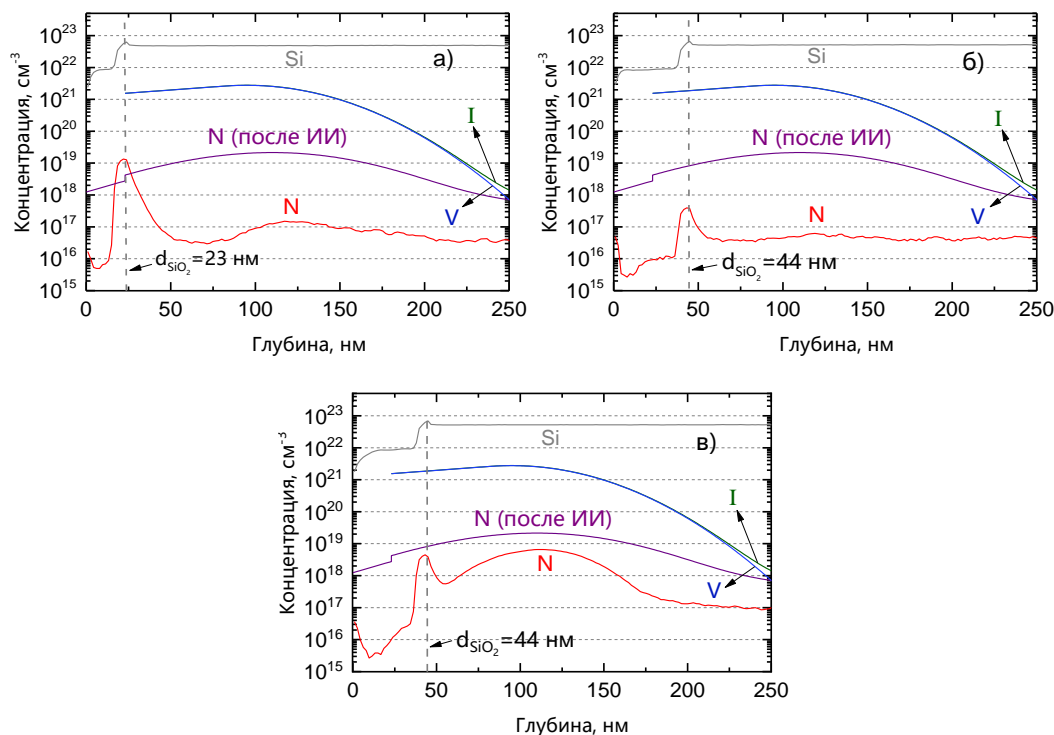 Концентрация, см⁻³
10²³
10²²
10²¹
10²⁰
10¹⁹
10¹⁸
10¹⁷
10¹⁶
10¹⁵
а)
Si
I
N (после ИИ)
N
V
d_SiO₂=23 нм
0 50 100 150 200 250
Глубина, нм
Концентрация, см⁻³
10²³
10²²
10²¹
10²⁰
10¹⁹
10¹⁸
10¹⁷
10¹⁶
10¹⁵
б)
Si
I
N (после ИИ)
N
V
d_SiO₂=44 нм
0 50 100 150 200 250
Глубина, нм
Концентрация, см⁻³
10²³
10²²
10²¹
10²⁰
10¹⁹
10¹⁸
10¹⁷
10¹⁶
10¹⁵
в)
Si
I
N (после ИИ)
N
V
d_SiO₂=44 нм
0 50 100 150 200 250
Глубина, нм